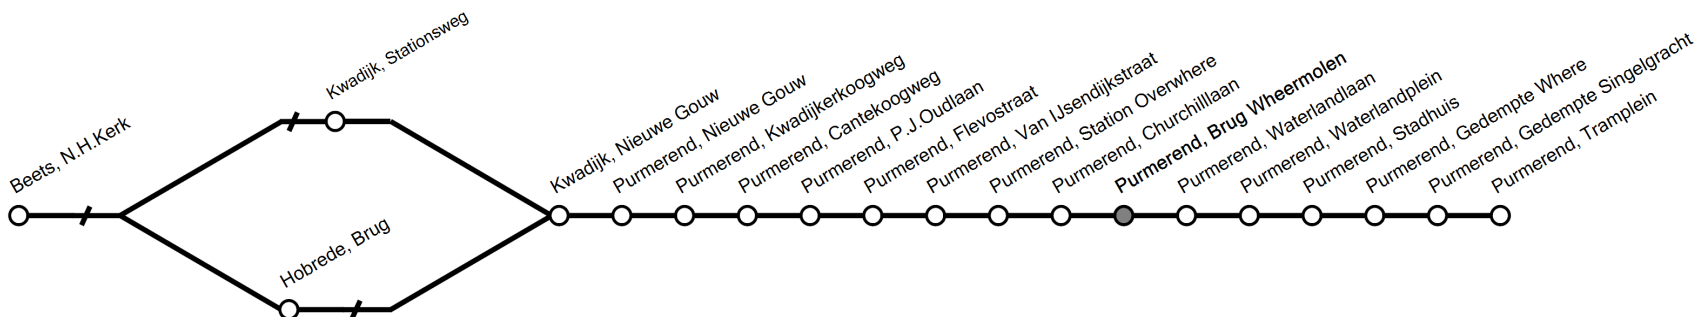 Beets, N.H.Kerk
Kwadijk, Stationsweg
Hobrede, Brug
Kwadijk, Nieuwe Gouw
Purmerend, Nieuwe Gouw
Purmerend, Kwadijkerkoogweg
Purmerend, Cantekoogweg
Purmerend, P.J.Oudlaan
Purmerend, Flevostraat
Purmerend, Van IJsendijkstraat
Purmerend, Station Overwhere
Purmerend, Churchilllaan
Purmerend, Brug Wheermolen
Purmerend, Waterlandlaan
Purmerend, Waterlandplein
Purmerend, Stadhuis
Purmerend, Gedempte Where
Purmerend, Gedempte Singelgracht
Purmerend, Tramplein